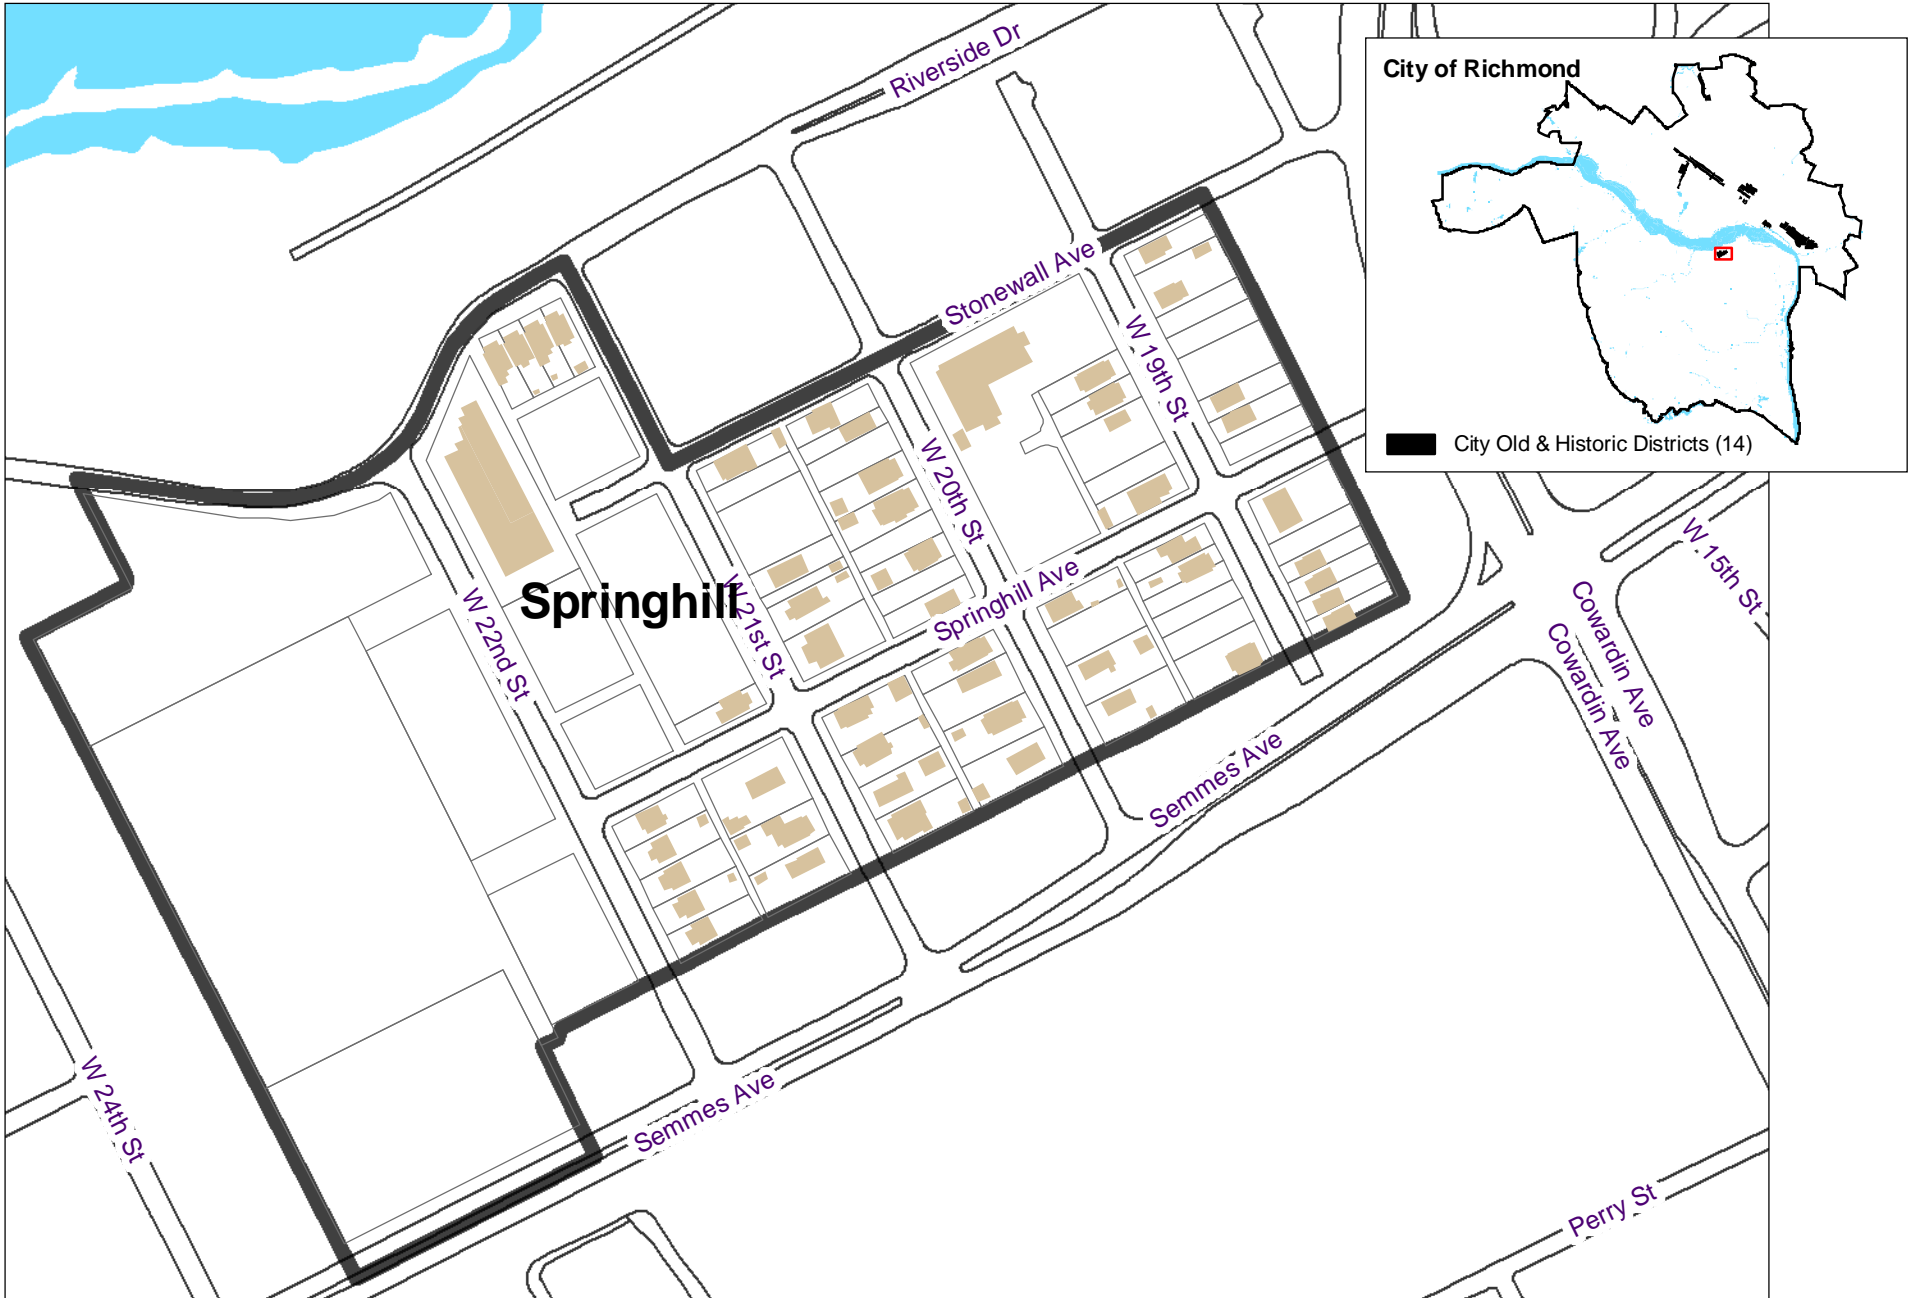 Riverside Dr
City of Richmond
City Old & Historic Districts (14)
Stonewall Ave
W 19th St
W 20th St
W 21st St
W 22nd St
Springhill
Springhill Ave
W 15th St
Cowardin Ave
Cowardin Ave
Semmes Ave
Semmes Ave
W 24th St
Perry St